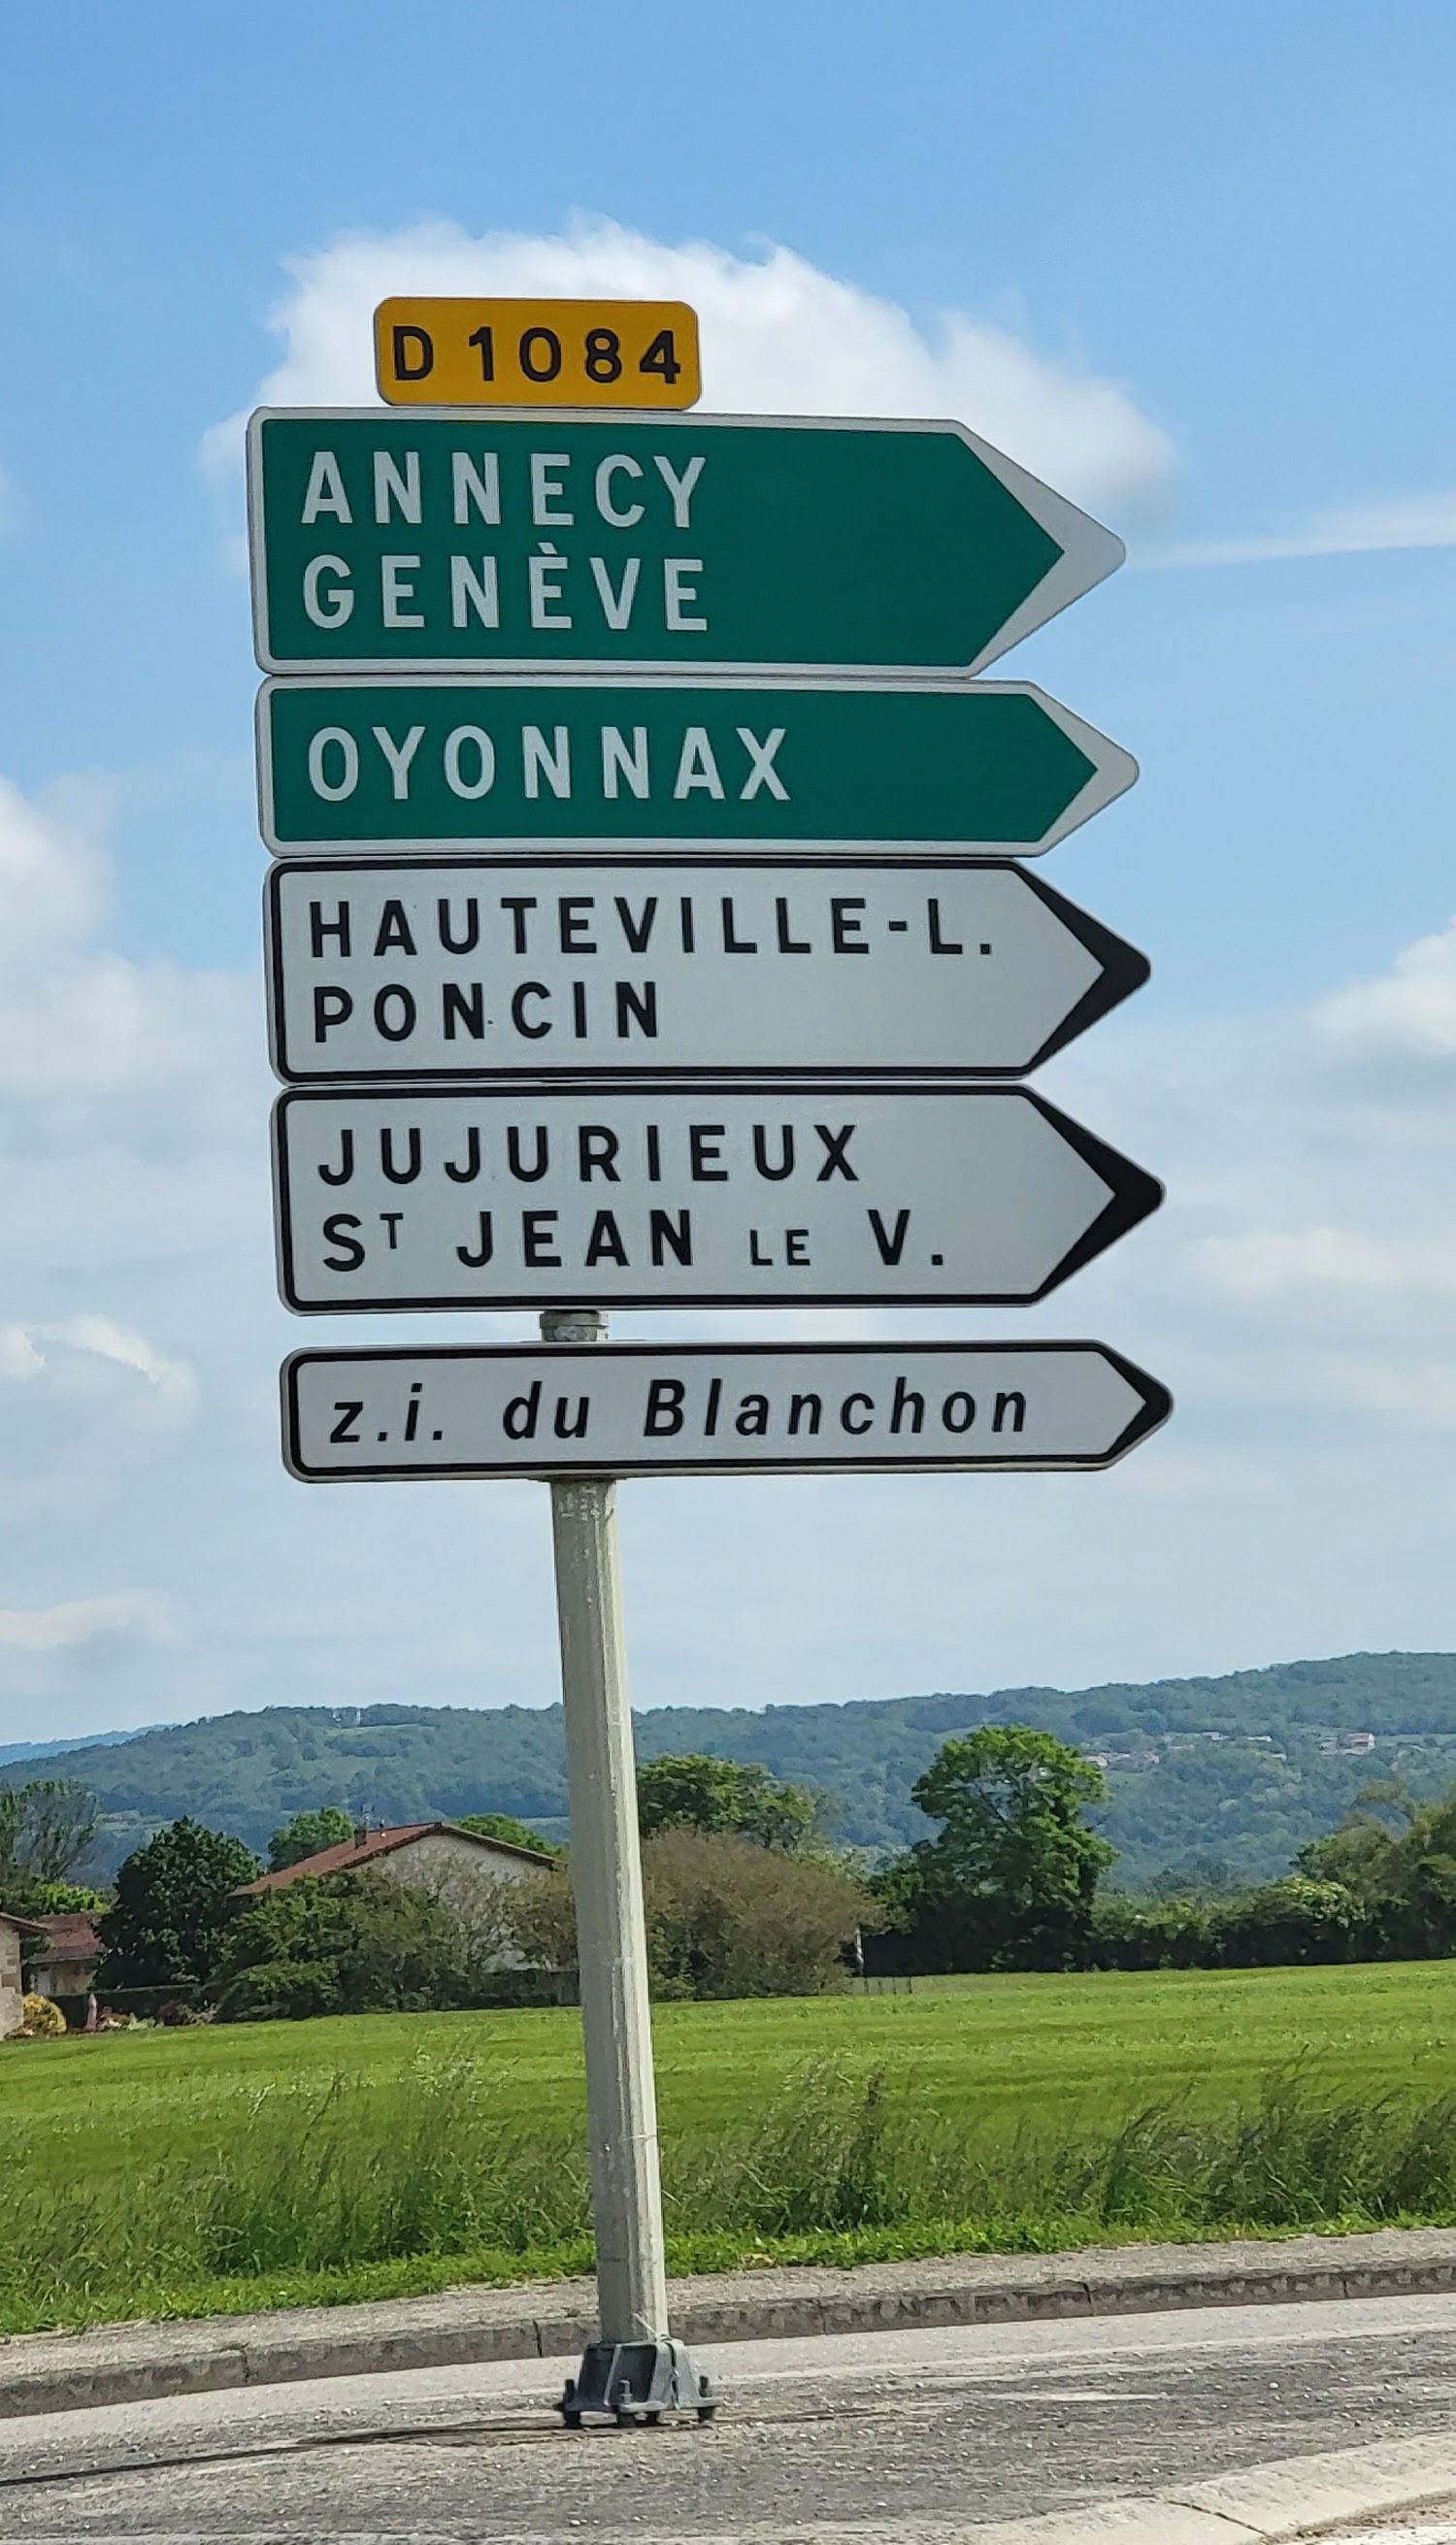 D 1084
ANNECY
GENÈVE
OYONNAX
HAUTEVILLE-L.
PONCIN
JUJURIEUX
ST JEAN LE V.
z.i. du Blanchon